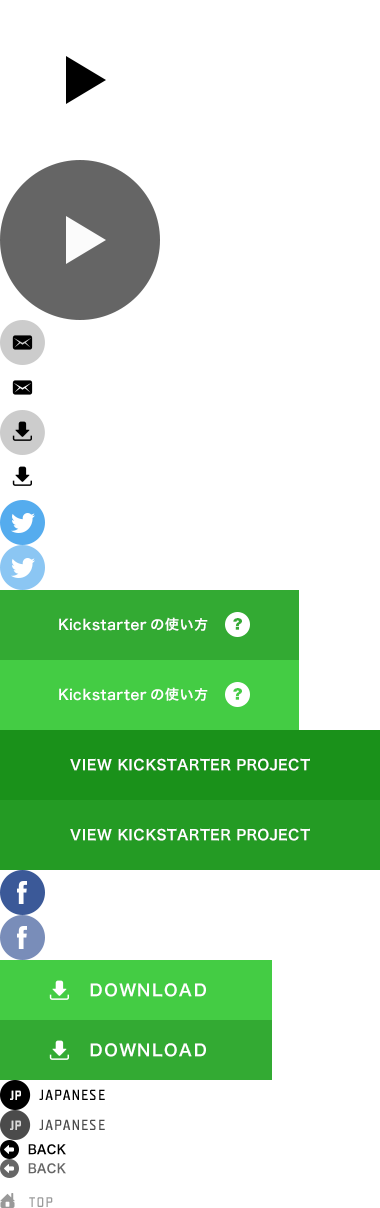 Kickstarter の使い方 ?
Kickstarter の使い方 ?
VIEW KICKSTARTER PROJECT
VIEW KICKSTARTER PROJECT
f
f
DOWNLOAD
DOWNLOAD
JP JAPANESE
JP JAPANESE
BACK
BACK
TOP